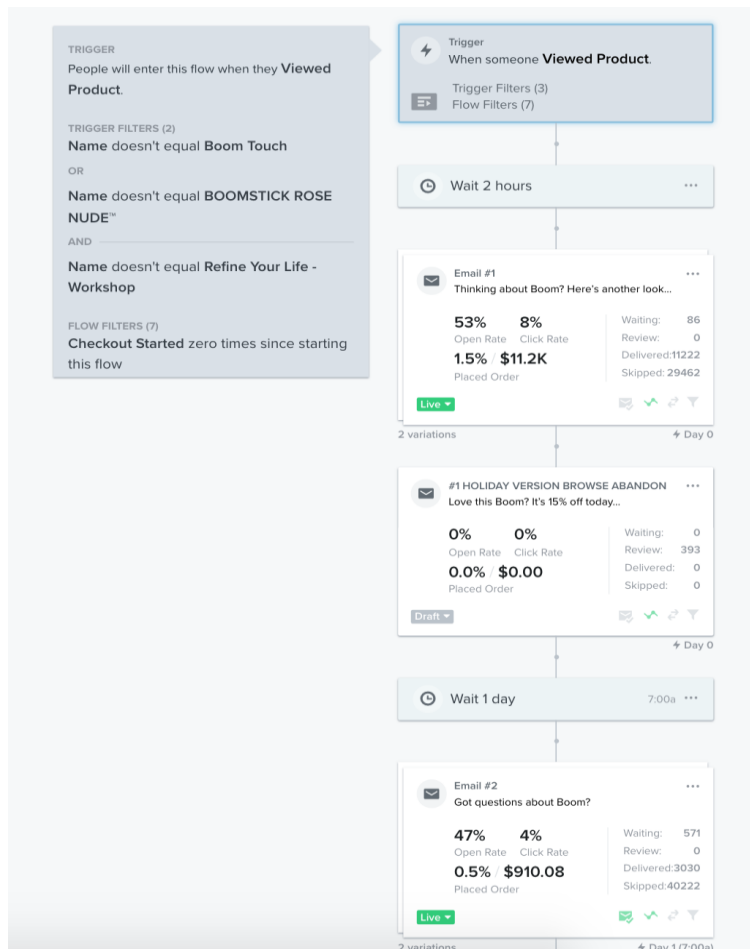 TRIGGER
People will enter this flow when they Viewed
Product.
TRIGGER FILTERS (2)
Name doesn't equal Boom Touch
OR
Name doesn't equal BOOMSTICK ROSE
NUDE™
AND
Name doesn't equal Refine Your Life -
Workshop
FLOW FILTERS (7)
Checkout Started zero times since starting
this flow
Trigger
When someone Viewed Product.
Trigger Filters (3)
Flow Filters (7)
Wait 2 hours
Email #1
Thinking about Boom? Here's another look...
53% 8%
Open Rate Click Rate
1.5% / $11.2K
Placed Order
Waiting: 86
Review: 0
Delivered:11222
Skipped: 29462
Live
2 variations
Day 0
#1 HOLIDAY VERSION BROWSE ABANDON
Love this Boom? It's 15% off today...
0% 0%
Open Rate Click Rate
0.0% / $0.00
Placed Order
Waiting: 0
Review: 393
Delivered: 0
Skipped: 0
Draft
Day 0
Wait 1 day 7:00a
Email #2
Got questions about Boom?
47% 4%
Open Rate Click Rate
0.5% / $910.08
Placed Order
Waiting: 571
Review: 0
Delivered:3030
Skipped:40222
Live
2 variations
Day 1 (7:00a)